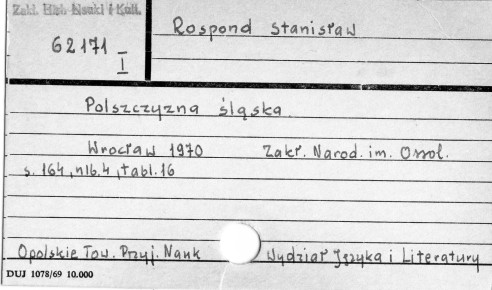 Zakł. Hist. Nauki i Kult.
62171
I
Rospond Stanisław
Polszczyzna śląska.
Wrocław 1970 Zakł. Narod. im. Ossol.
s. 164, nlb. 4, tabl. 16
Opolskie Tow. Przyj. Nauk Wydział Języka i Literatury
DUJ 1078/69 10.000